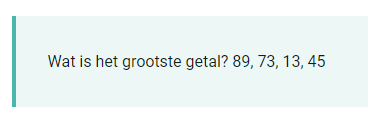 Wat is het grootste getal? 89, 73, 13, 45